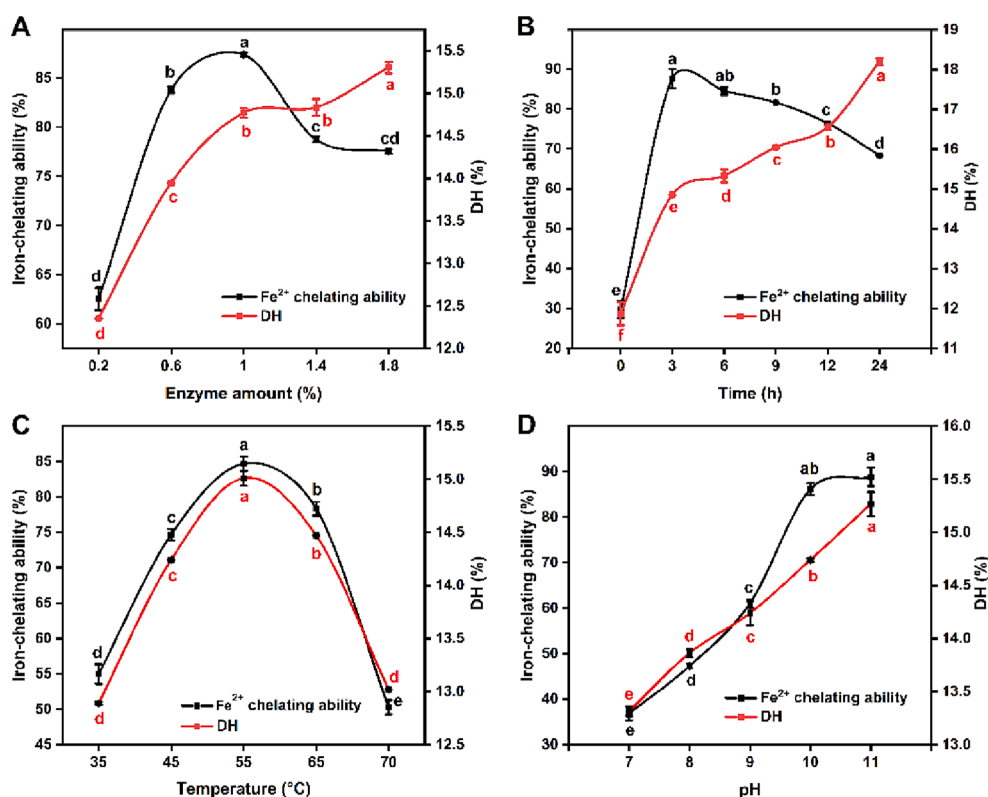 A
Iron-chelating ability (%)
85
80
75
70
65
60
a
b
c
cd
d
a
b
b
c
d
Fe²⁺ chelating ability
DH
15.5
15.0
14.5
14.0
13.5
13.0
12.5
12.0
DH (%)
0.2 0.6 1 1.4 1.8
Enzyme amount (%)
B
Iron-chelating ability (%)
90
80
70
60
50
40
30
20
a
ab
b
c
d
e
a
b
c
d
e
f
Fe²⁺ chelating ability
DH
19
18
17
16
15
14
13
12
11
DH (%)
0 3 6 9 12 24
Time (h)
C
Iron-chelating ability (%)
85
80
75
70
65
60
55
50
45
a
b
c
d
e
a
b
c
d
d
Fe²⁺ chelating ability
DH
15.5
15.0
14.5
14.0
13.5
13.0
12.5
DH (%)
35 45 55 65 70
Temperature (°C)
D
Iron-chelating ability (%)
90
80
70
60
50
40
30
a
ab
c
d
e
a
b
c
d
e
Fe²⁺ chelating ability
DH
16.0
15.5
15.0
14.5
14.0
13.5
13.0
DH (%)
7 8 9 10 11
pH